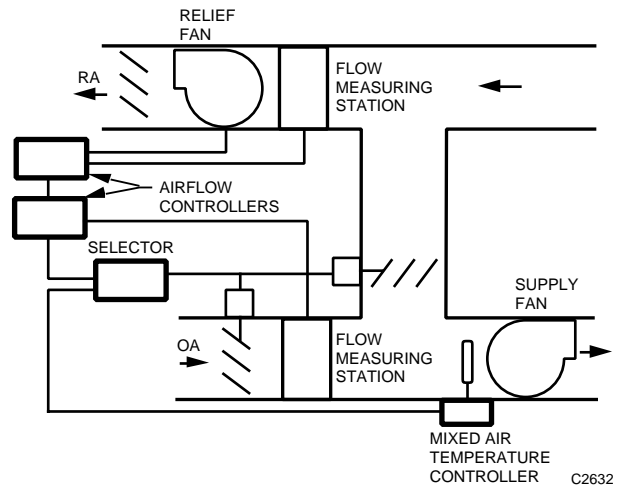 RELIEF
FAN
RA
FLOW
MEASURING
STATION
AIRFLOW
CONTROLLERS
SELECTOR
SUPPLY
FAN
OA
FLOW
MEASURING
STATION
MIXED AIR
TEMPERATURE
CONTROLLER
C2632